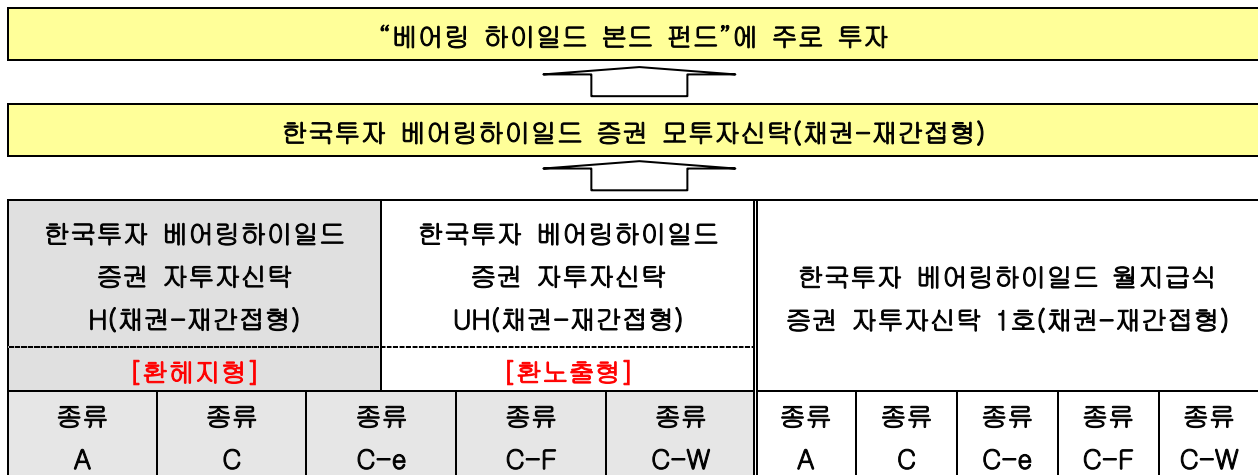 “베어링 하이일드 본드 펀드”에 주로 투자
한국투자 베어링하이일드 증권 모투자신탁(채권-재간접형)
한국투자 베어링하이일드
증권 자투자신탁
H(채권-재간접형)
[환헤지형]
한국투자 베어링하이일드
증권 자투자신탁
UH(채권-재간접형)
[환노출형]
한국투자 베어링하이일드 월지급식
증권 자투자신탁 1호(채권-재간접형)
종류 종류 종류 종류 종류 종류 종류 종류 종류 종류
A C C-e C-F C-W A C C-e C-F C-W